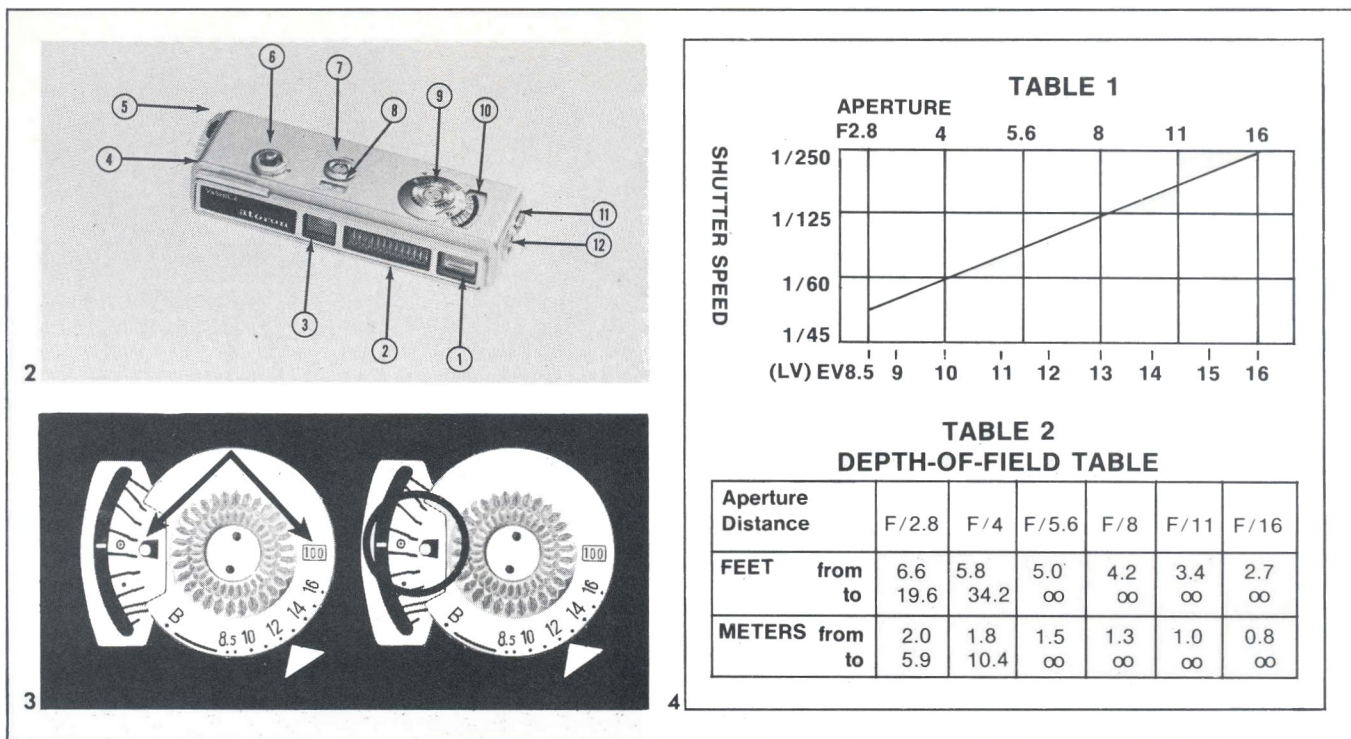 6
7
9
10
5
8
4
11
12
3
2
1
YASHICA
atoron
2
100
16
14
12
8.5 10
B
100
16
14
12
8.5 10
B
3
TABLE 1
APERTURE
F2.8 4 5.6 8 11 16
SHUTTER SPEED
1/250
1/125
1/60
1/45
(LV) EV8.5 9 10 11 12 13 14 15 16
TABLE 2
DEPTH-OF-FIELD TABLE
Aperture
Distance F/2.8 F/4 F/5.6 F/8 F/11 F/16
FEET from 6.6 5.8 5.0 4.2 3.4 2.7
to 19.6 34.2 ∞ ∞ ∞ ∞
METERS from 2.0 1.8 1.5 1.3 1.0 0.8
to 5.9 10.4 ∞ ∞ ∞ ∞
4